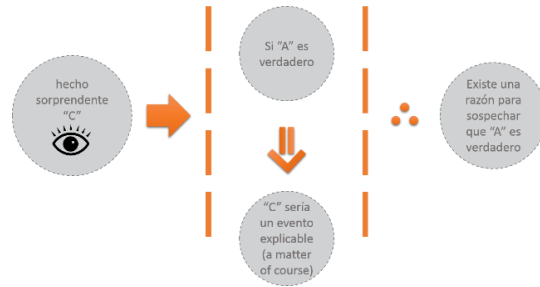 hecho
sorprendente
“C”
Si “A” es
verdadero
“C” sería
un evento
explicable
(a matter
of course)
Existe una
razón para
sospechar
que “A” es
verdadero